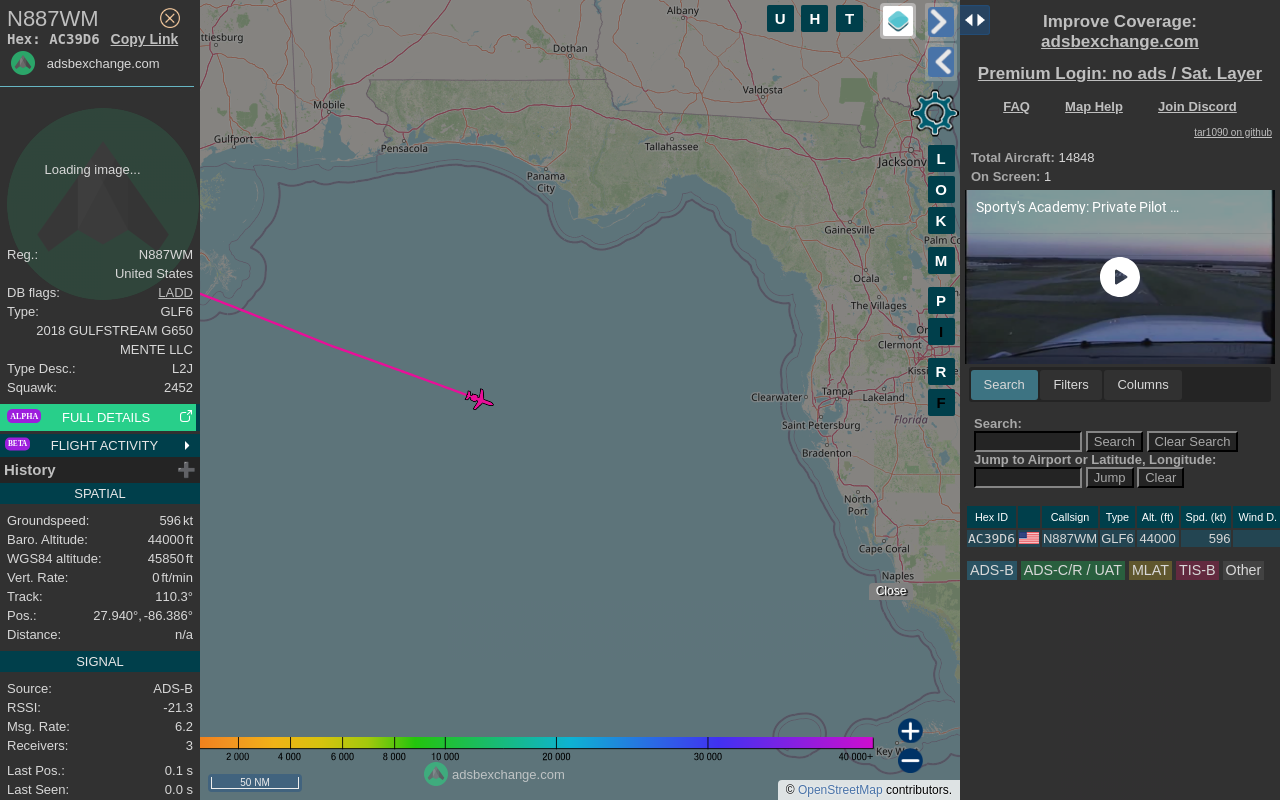 N887WM
Hex: AC39D6 Copy Link
adsbexchange.com
Loading image...
Reg.: N887WM
United States
DB flags: LADD
Type: GLF6
2018 GULFSTREAM G650
MENTE LLC
Type Desc.: L2J
Squawk: 2452
ALPHA FULL DETAILS
BETA FLIGHT ACTIVITY
History
SPATIAL
Groundspeed: 596 kt
Baro. Altitude: 44000 ft
WGS84 altitude: 45850 ft
Vert. Rate: 0 ft/min
Track: 110.3°
Pos.: 27.940°, -86.386°
Distance: n/a
SIGNAL
Source: ADS-B
RSSI: -21.3
Msg. Rate: 6.2
Receivers: 3
Last Pos.: 0.1 s
Last Seen: 0.0 s
Albany
ttiesburg
Dothan
Valdosta
Mobile
Gulfport
Pensacola
Tallahassee
Jacksonv
Panama
City
Gainesville
Palm Co
Ocala
The Villages
Or
Clermont
Kissi
Tampa
Clearwater
Lakeland
Florida
Saint Petersburg
Bradenton
North
Port
Cape Coral
Naples
Close
Key W
U H T
L
O
K
M
P
I
R
F
2 000 4 000 6 000 8 000 10 000 20 000 30 000 40 000+
50 NM
adsbexchange.com
© OpenStreetMap contributors.
Improve Coverage:
adsbexchange.com
Premium Login: no ads / Sat. Layer
FAQ Map Help Join Discord
tar1090 on github
Total Aircraft: 14848
On Screen: 1
Sporty's Academy: Private Pilot ...
Search Filters Columns
Search:
Search Clear Search
Jump to Airport or Latitude, Longitude:
Jump Clear
Hex ID Callsign Type Alt. (ft) Spd. (kt) Wind D.
AC39D6 N887WM GLF6 44000 596
ADS-B ADS-C/R / UAT MLAT TIS-B Other